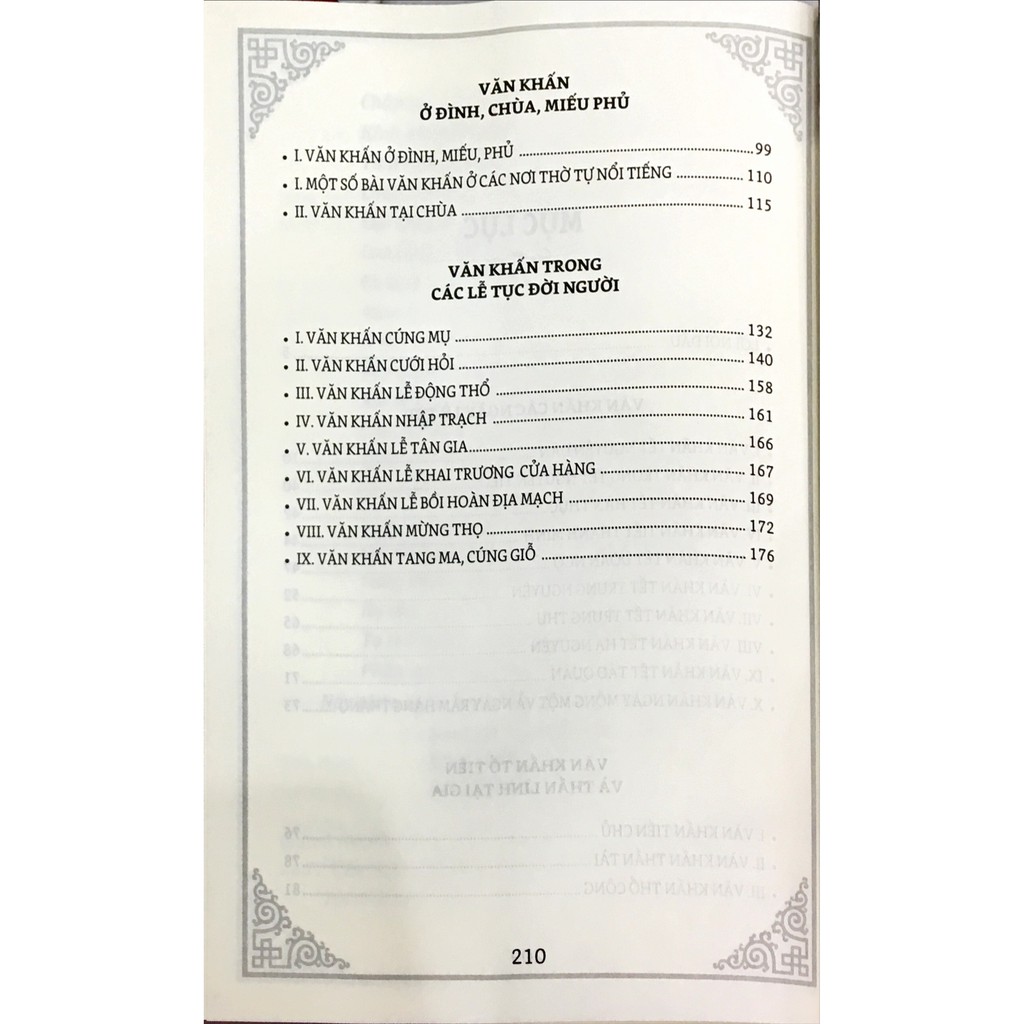 VĂN KHẤN
Ở ĐÌNH, CHÙA, MIẾU PHỦ
• I. VĂN KHẤN Ở ĐÌNH, MIẾU, PHỦ ........ 99
• I. MỘT SỐ BÀI VĂN KHẤN Ở CÁC NƠI THỜ TỰ NỔI TIẾNG ........ 110
• II. VĂN KHẤN TẠI CHÙA ........ 115
VĂN KHẤN TRONG
CÁC LỄ TỤC ĐỜI NGƯỜI
• I. VĂN KHẤN CÚNG MỤ ........ 132
• II. VĂN KHẤN CƯỚI HỎI ........ 140
• III. VĂN KHẤN LỄ ĐỘNG THỔ ........ 158
• IV. VĂN KHẤN NHẬP TRẠCH ........ 161
• V. VĂN KHẤN LỄ TÂN GIA ........ 166
• VI. VĂN KHẤN LỄ KHAI TRƯƠNG CỬA HÀNG ........ 167
• VII. VĂN KHẤN LỄ BỒI HOÀN ĐỊA MẠCH ........ 169
• VIII. VĂN KHẤN MỪNG THỌ ........ 172
• IX. VĂN KHẤN TANG MA, CÚNG GIỖ ........ 176
210